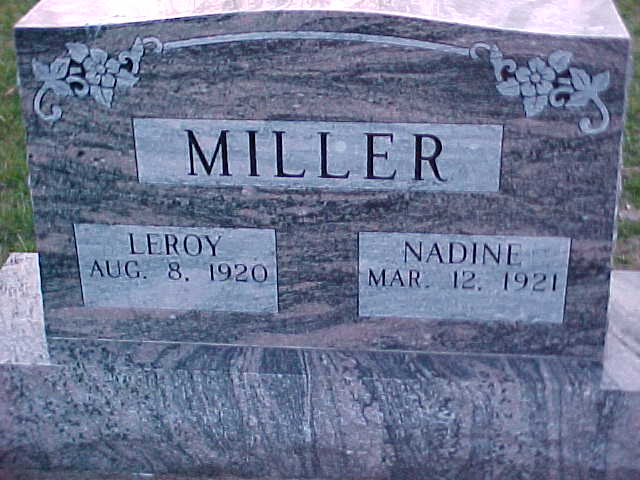 MILLER
LEROY
AUG. 8, 1920
NADINE
MAR. 12, 1921